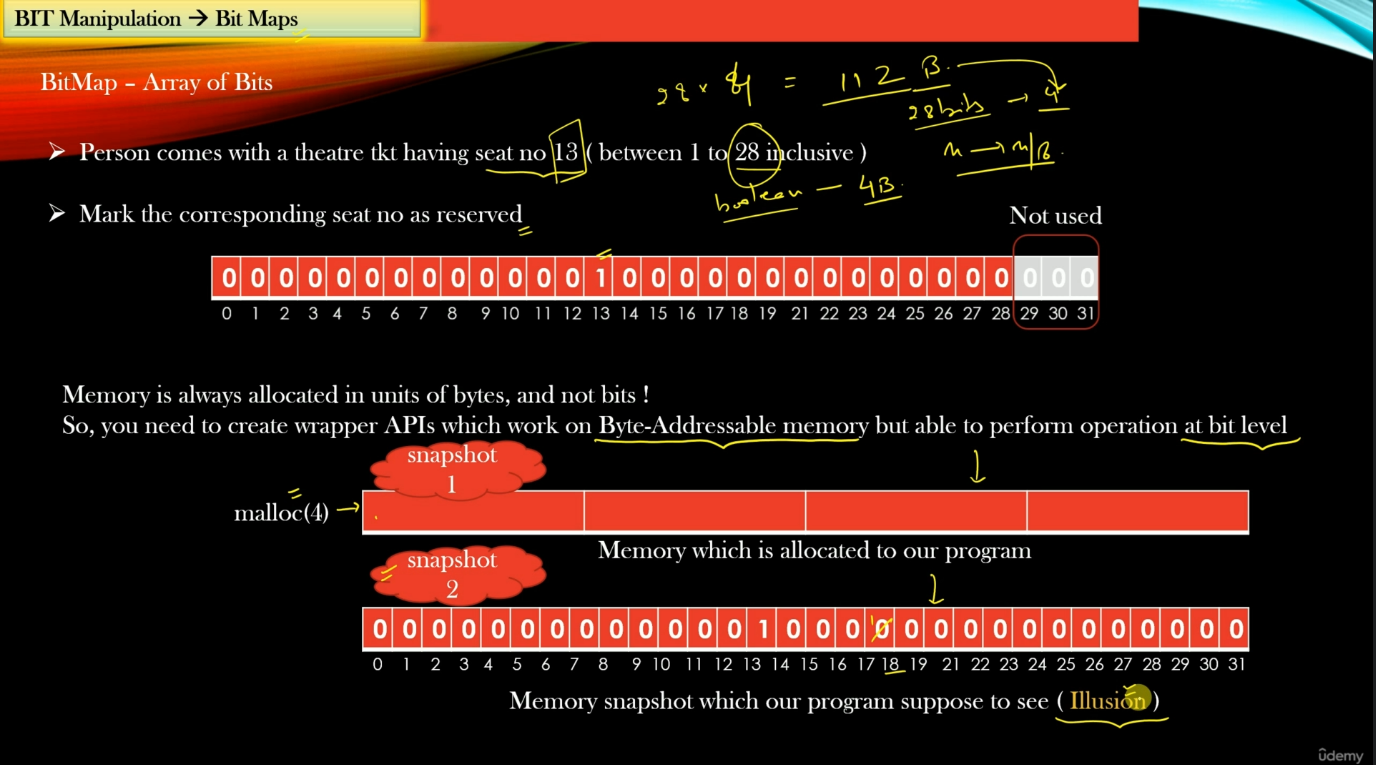 BIT Manipulation → Bit Maps
BitMap – Array of Bits
28 × 4 = 112 B.
28 bits → 4
➢ Person comes with a theatre tkt having seat no 13 ( between 1 to 28 inclusive )
n → n/8.
boolean — 4B.
➢ Mark the corresponding seat no as reserved
Not used
0 0 0 0 0 0 0 0 0 0 0 0 0 1 0 0 0 0 0 0 0 0 0 0 0 0 0 0 0 0 0
0 1 2 3 4 5 6 7 8 9 10 11 12 13 14 15 16 17 18 19 21 22 23 24 25 26 27 28 29 30 31
Memory is always allocated in units of bytes, and not bits !
So, you need to create wrapper APIs which work on Byte-Addressable memory but able to perform operation at bit level
snapshot
1
malloc(4)
Memory which is allocated to our program
snapshot
2
0 0 0 0 0 0 0 0 0 0 0 0 0 1 0 0 0 0 0 0 0 0 0 0 0 0 0 0 0 0
0 1 2 3 4 5 6 7 8 9 10 11 12 13 14 15 16 17 18 19 21 22 23 24 25 26 27 28 29 30 31
Memory snapshot which our program suppose to see ( Illusion )
ûdemy